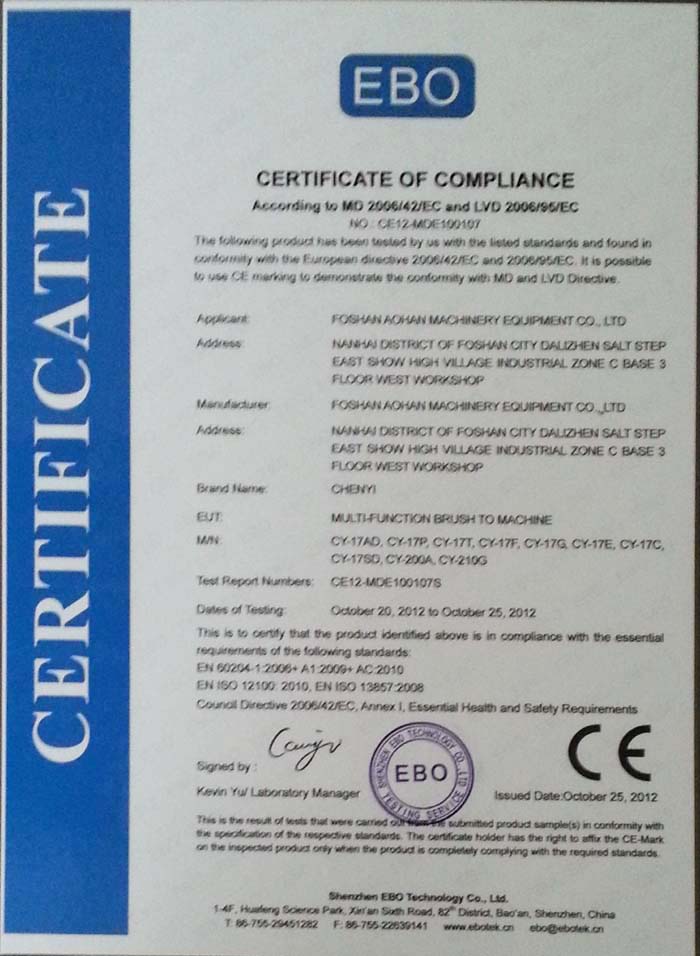 CERTIFICATE
EBO
CERTIFICATE OF COMPLIANCE
According to MD 2006/42/EC and LVD 2006/95/EC
NO.: CE12-MDE100107
The following product has been tested by us with the listed standards and found in
conformity with the European directive 2006/42/EC and 2006/95/EC. It is possible
to use CE marking to demonstrate the conformity with MD and LVD Directive.
Applicant: FOSHAN AOHAN MACHINERY EQUIPMENT CO., LTD
Address: NANHAI DISTRICT OF FOSHAN CITY DALIZHEN SALT STEP
EAST SHOW HIGH VILLAGE INDUSTRIAL ZONE C BASE 3
FLOOR WEST WORKSHOP
Manufacturer: FOSHAN AOHAN MACHINERY EQUIPMENT CO.,LTD
Address: NANHAI DISTRICT OF FOSHAN CITY DALIZHEN SALT STEP
EAST SHOW HIGH VILLAGE INDUSTRIAL ZONE C BASE 3
FLOOR WEST WORKSHOP
Brand Name: CHENYI
EUT: MULTI-FUNCTION BRUSH TO MACHINE
M/N: CY-17AD, CY-17P, CY-17T, CY-17F, CY-17G, CY-17E, CY-17C,
CY-17SD, CY-200A, CY-210G
Test Report Numbers: CE12-MDE100107S
Dates of Testing: October 20, 2012 to October 25, 2012
This is to certify that the product identified above is in compliance with the essential
requirements of the following standards:
EN 60204-1:2006+ A1:2009+ AC:2010
EN ISO 12100: 2010, EN ISO 13857:2008
Council Directive 2006/42/EC, Annex I, Essential Health and Safety Requirements
SHENZHEN EBO TECHNOLOGY CO., LTD
EBO
TESTING SERVICE
CE
Signed by :
Kevin Yu/ Laboratory Manager
Issued Date:October 25, 2012
This is the result of tests that were carried out from the submitted product sample(s) in conformity with
the specification of the respective standards. The certificate holder has the right to affix the CE-Mark
on the inspected product only when the product is completely complying with the required standards.
Shenzhen EBO Technology Co., Ltd.
1-4F, Huafeng Science Park, Xin'an Sixth Road, 82th District, Bao'an, Shenzhen, China
T: 86-755-29451282 F: 86-755-22639141 www.ebotek.cn ebo@ebotek.cn